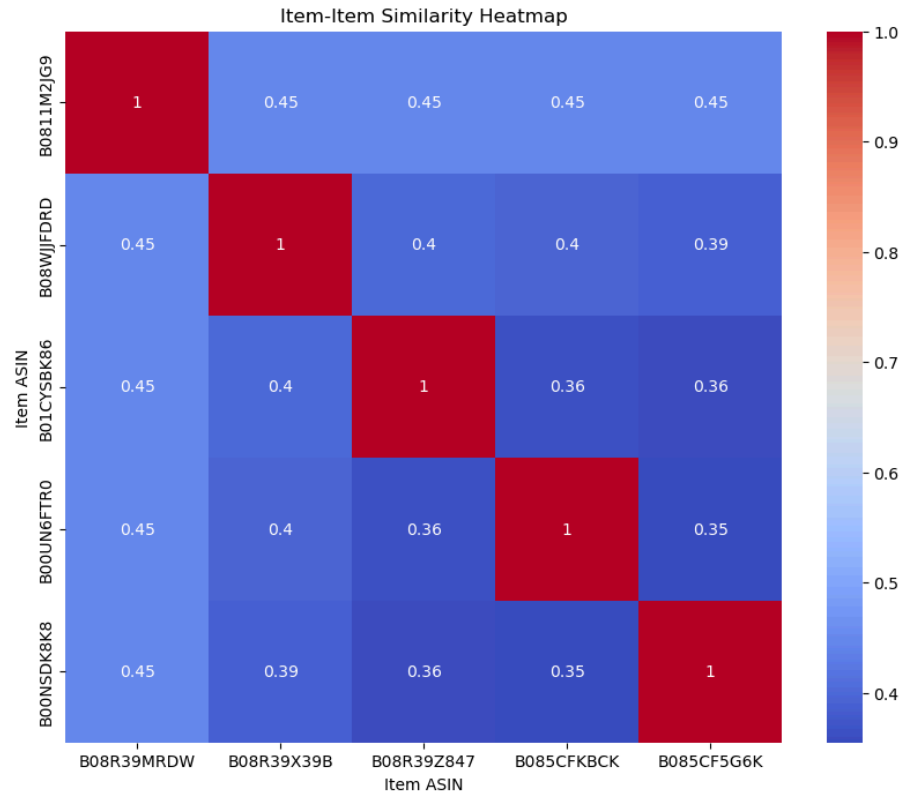 Item-Item Similarity Heatmap
B0811M2JG9
1 0.45 0.45 0.45 0.45
B08WJJFDRD
0.45 1 0.4 0.4 0.39
B01CYSBK86
0.45 0.4 1 0.36 0.36
B00UN6FTR0
0.45 0.4 0.36 1 0.35
B00NSDK8K8
0.45 0.39 0.36 0.35 1
Item ASIN
B08R39MRDW B08R39X39B B08R39Z847 B085CFKBCK B085CF5G6K
Item ASIN
1.0
0.9
0.8
0.7
0.6
0.5
0.4